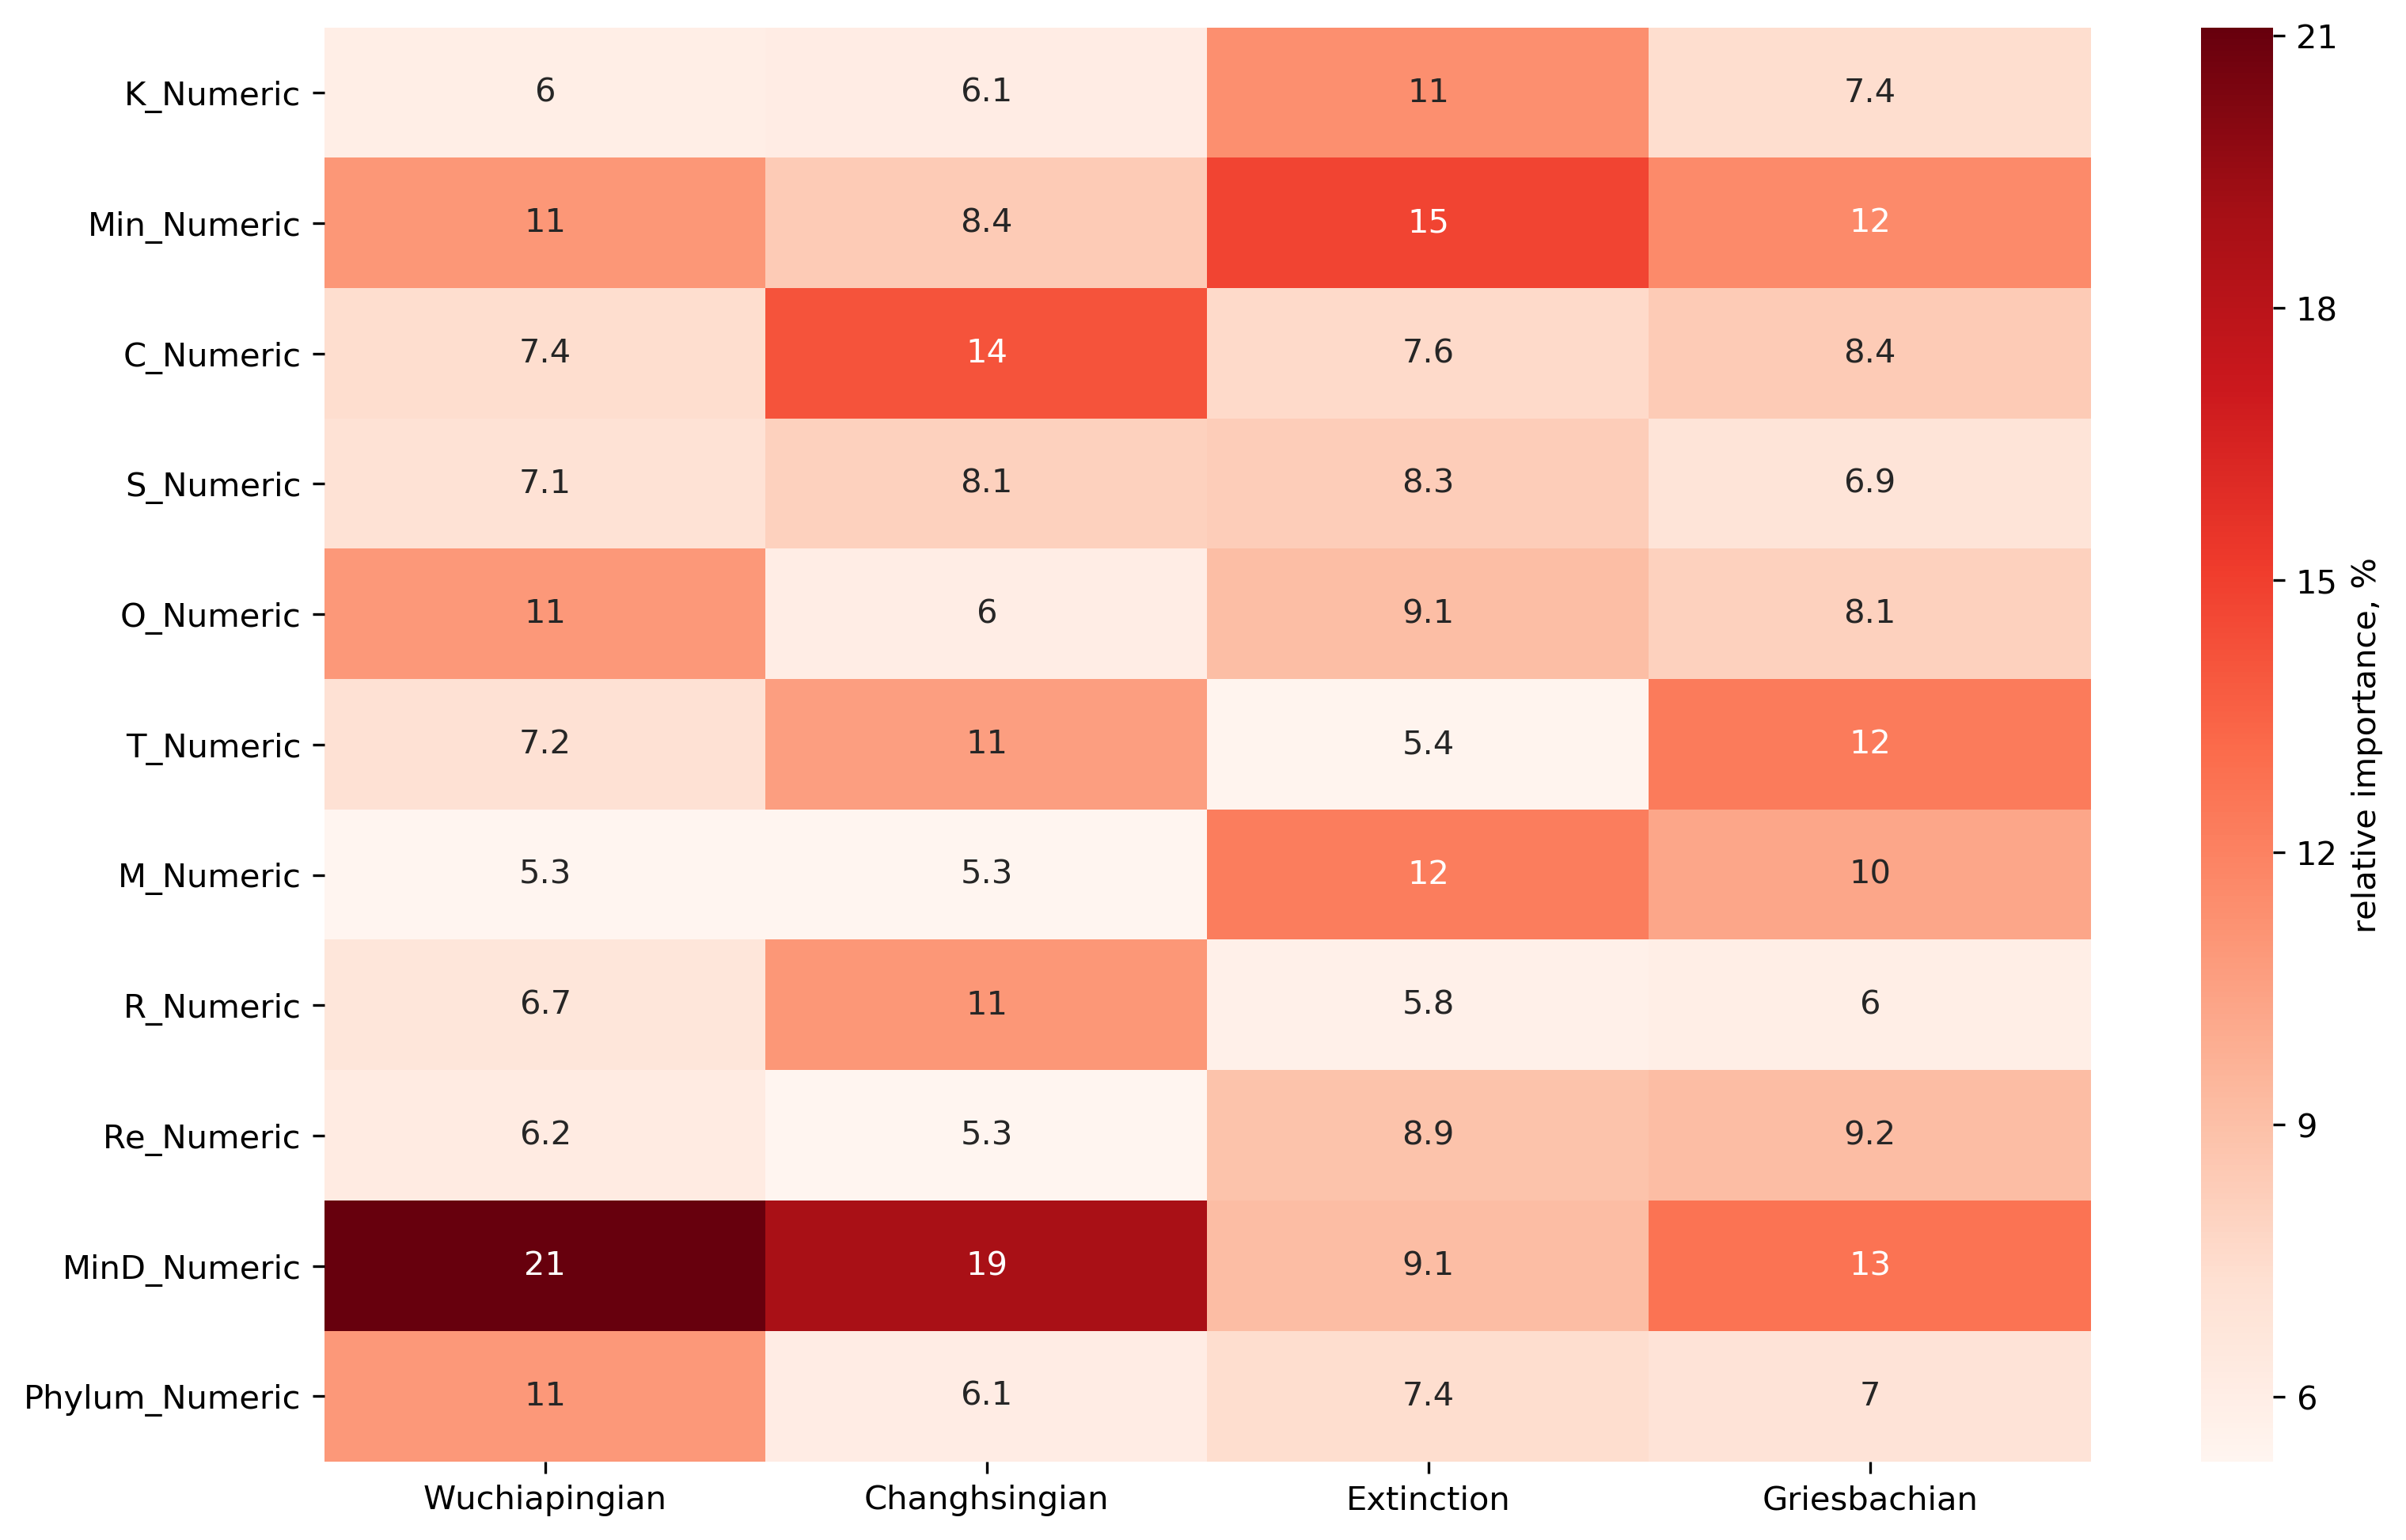 K_Numeric 6 6.1 11 7.4
Min_Numeric 11 8.4 15 12
C_Numeric 7.4 14 7.6 8.4
S_Numeric 7.1 8.1 8.3 6.9
O_Numeric 11 6 9.1 8.1
T_Numeric 7.2 11 5.4 12
M_Numeric 5.3 5.3 12 10
R_Numeric 6.7 11 5.8 6
Re_Numeric 6.2 5.3 8.9 9.2
MinD_Numeric 21 19 9.1 13
Phylum_Numeric 11 6.1 7.4 7
Wuchiapingian Changhsingian Extinction Griesbachian
21
18
15
12
9
6
relative importance, %